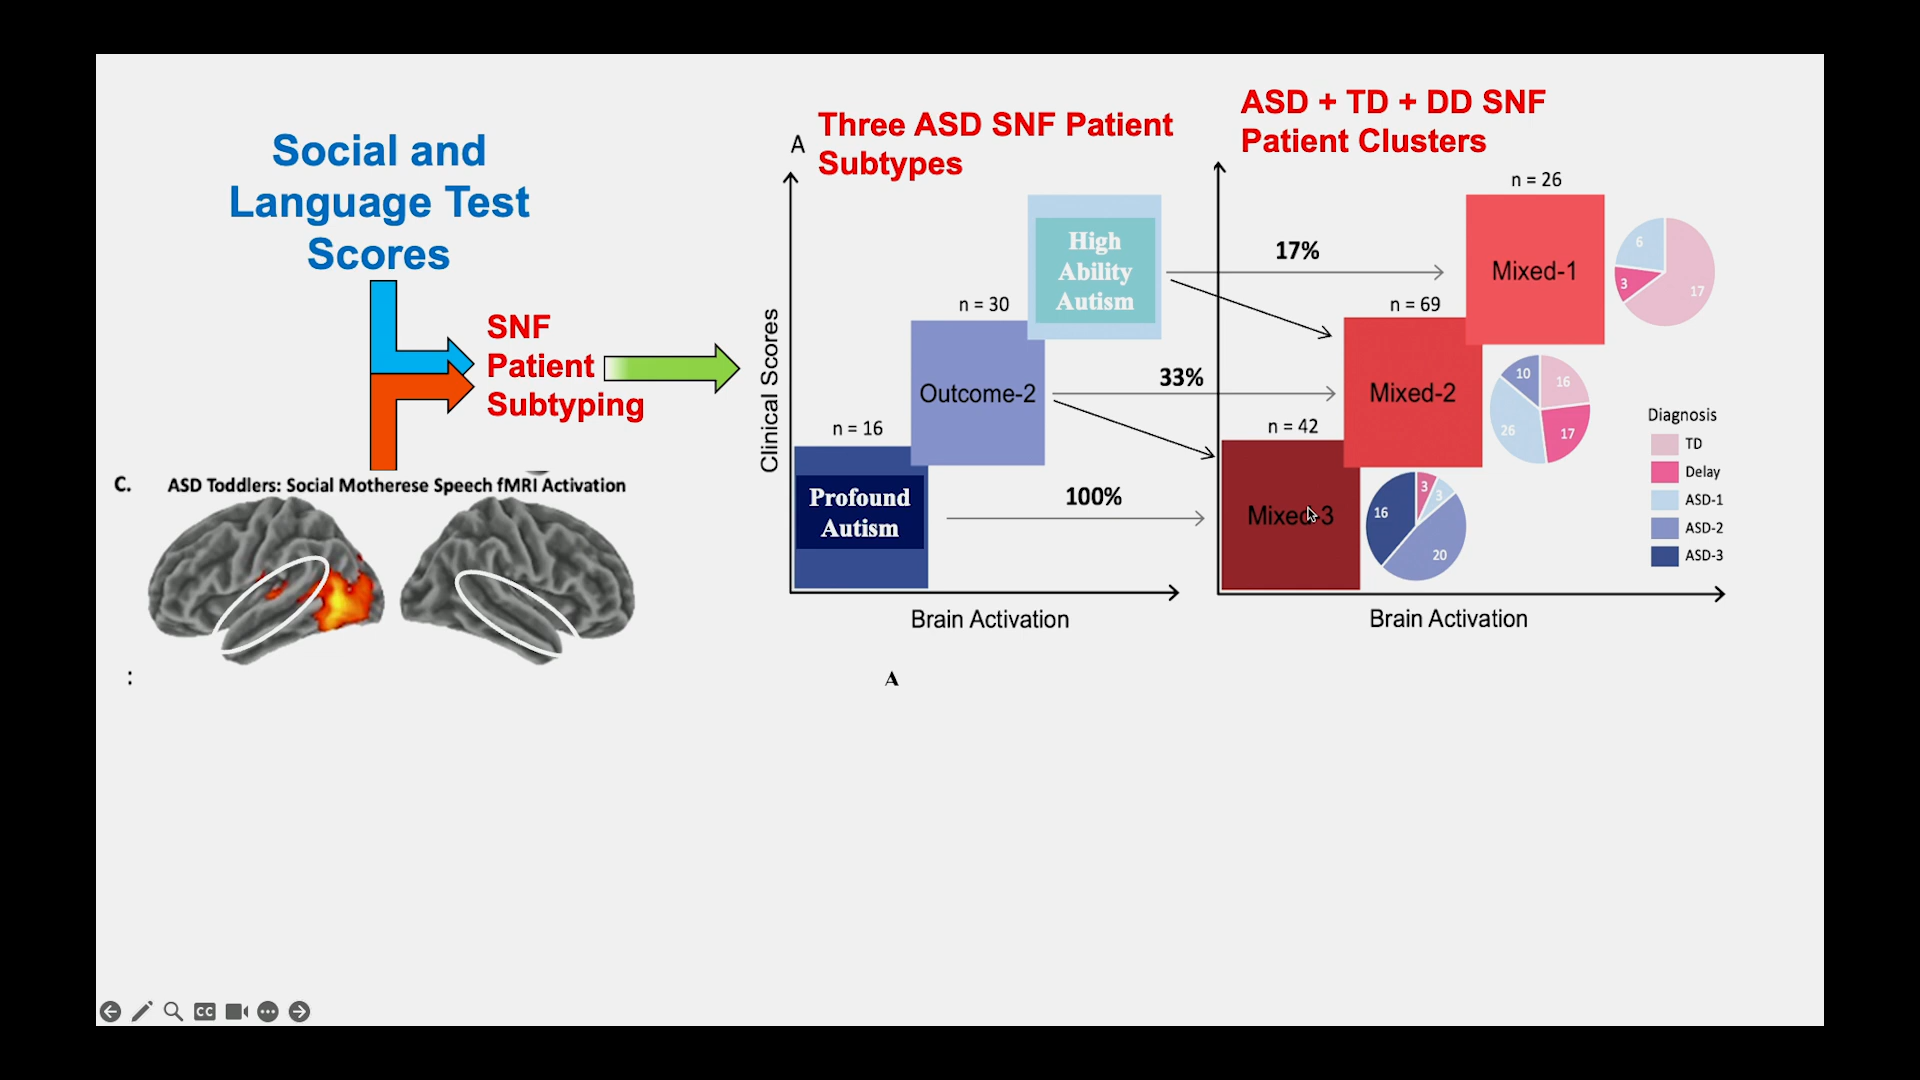 Social and
Language Test
Scores
SNF
Patient
Subtyping
C.
ASD Toddlers: Social Motherese Speech fMRI Activation
:
A
Three ASD SNF Patient
Subtypes
Clinical Scores
High
Ability
Autism
n = 30
Outcome-2
n = 16
Profound
Autism
Brain Activation
17%
33%
100%
ASD + TD + DD SNF
Patient Clusters
n = 26
Mixed-1
6
3
17
n = 69
Mixed-2
10
16
26
17
n = 42
Mixed-3
3
3
16
20
Diagnosis
TD
Delay
ASD-1
ASD-2
ASD-3
Brain Activation
A
CC